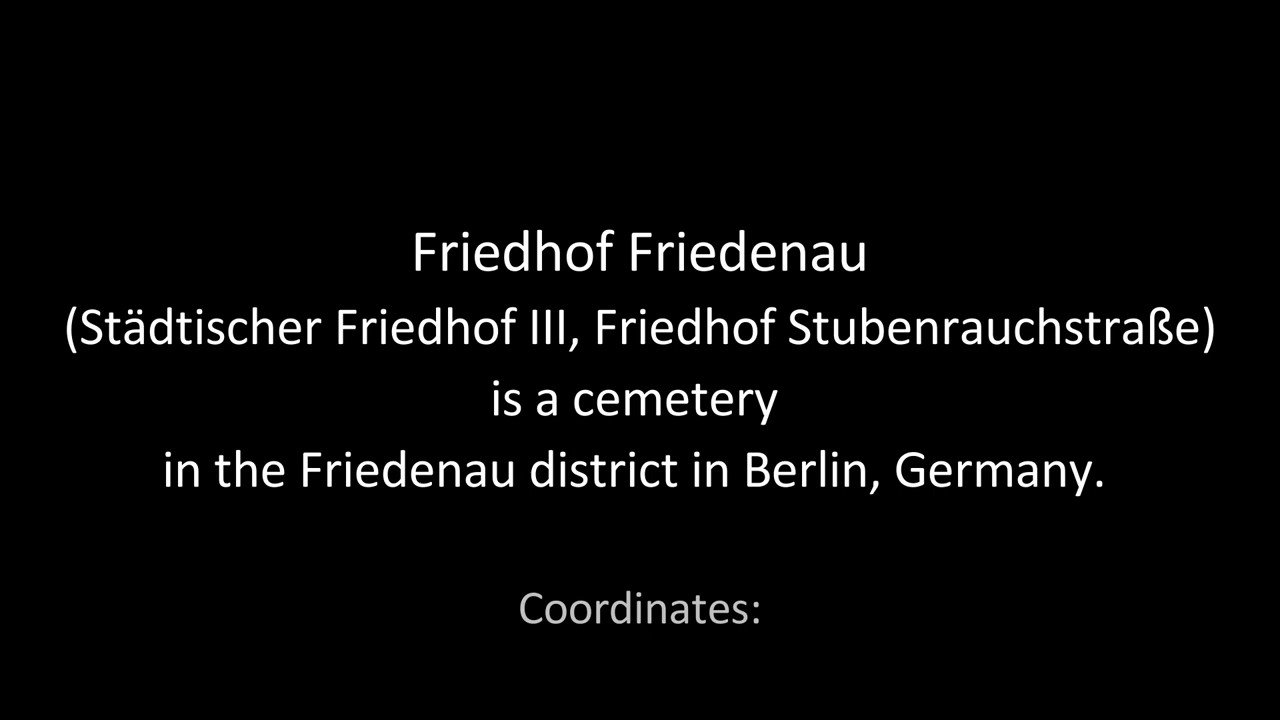 Friedhof Friedenau
(Städtischer Friedhof III, Friedhof Stubenrauchstraße)
is a cemetery
in the Friedenau district in Berlin, Germany.
Coordinates: